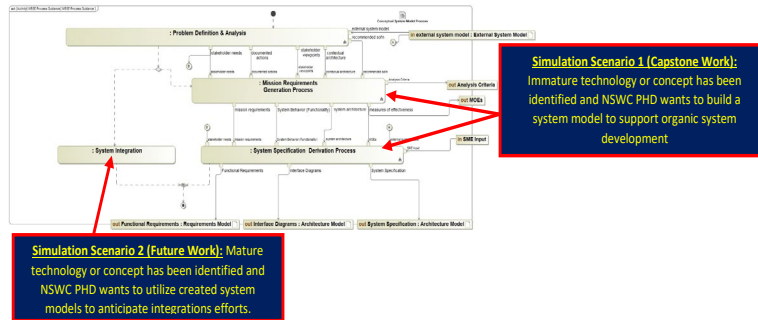 Conceptual System Model Process
external system model
: Problem Definition & Analysis
in external system model : External System Model
recommended soln
stakeholder needs
documented actions
stakeholder viewpoints
contextual architecture
: Mission Requirements Generation Process
out Analysis Criteria
out MOEs
mission requirements
System Behavior (Functionality)
system architecture
measures of effectiveness
in SME Input
: System Integration
: System Specification Derivation Process
Functional Requirements
Interface Diagrams
System Specification
out Functional Requirements : Requirements Model
out Interface Diagrams : Architecture Model
out System Specification : Architecture Model
Simulation Scenario 1 (Capstone Work):
Immature technology or concept has been
identified and NSWC PHD wants to build a
system model to support organic system
development
Simulation Scenario 2 (Future Work): Mature
technology or concept has been identified and
NSWC PHD wants to utilize created system
models to anticipate integrations efforts.